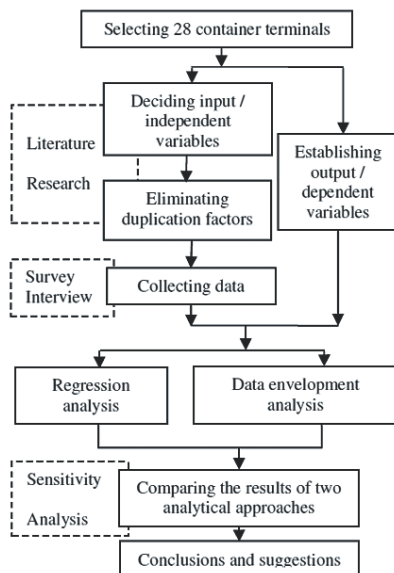 Selecting 28 container terminals
Deciding input /
independent
variables
Literature
Research
Establishing
output /
dependent
variables
Eliminating
duplication factors
Survey
Interview
Collecting data
Regression
analysis
Data envelopment
analysis
Sensitivity
Analysis
Comparing the results of two
analytical approaches
Conclusions and suggestions